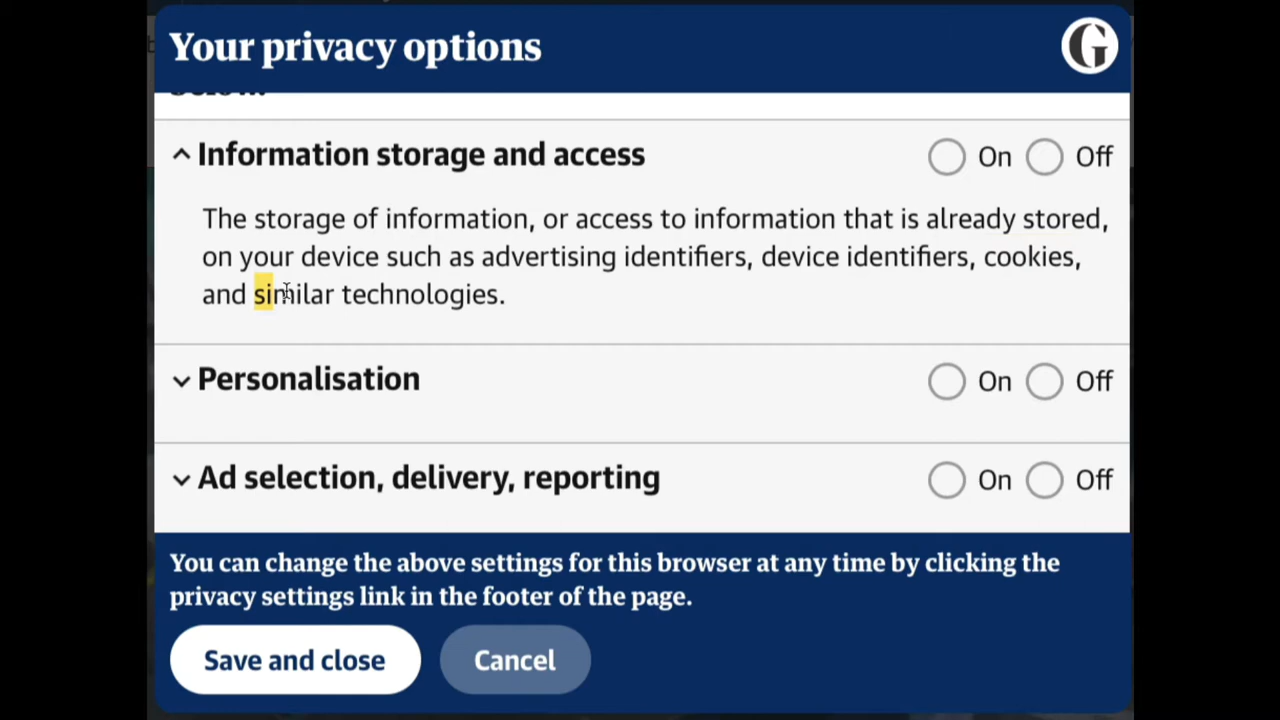 Your privacy options
G
Information storage and access
On
Off
The storage of information, or access to information that is already stored,
on your device such as advertising identifiers, device identifiers, cookies,
and similar technologies.
Personalisation
On
Off
Ad selection, delivery, reporting
On
Off
You can change the above settings for this browser at any time by clicking the
privacy settings link in the footer of the page.
Save and close
Cancel